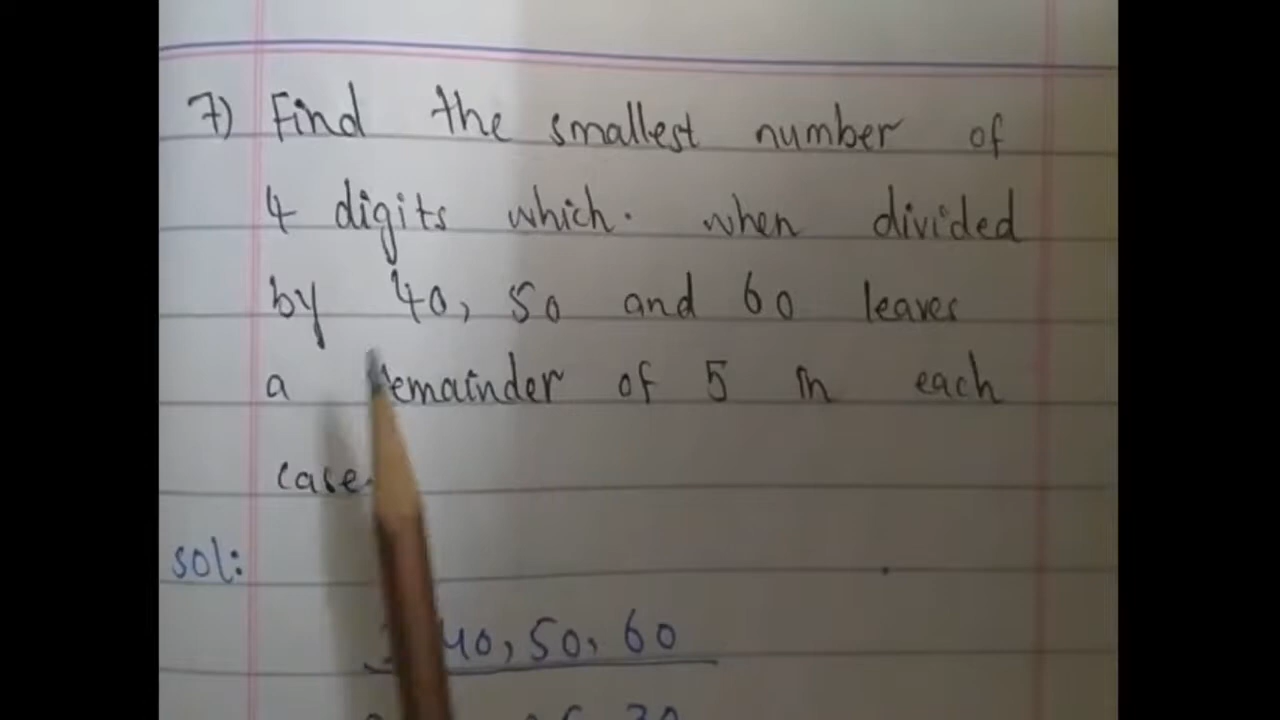 7) Find the smallest number of
4 digits which. when divided
by 40, 50 and 60 leaves
a remainder of 5 in each
case.
sol:
40, 50, 60